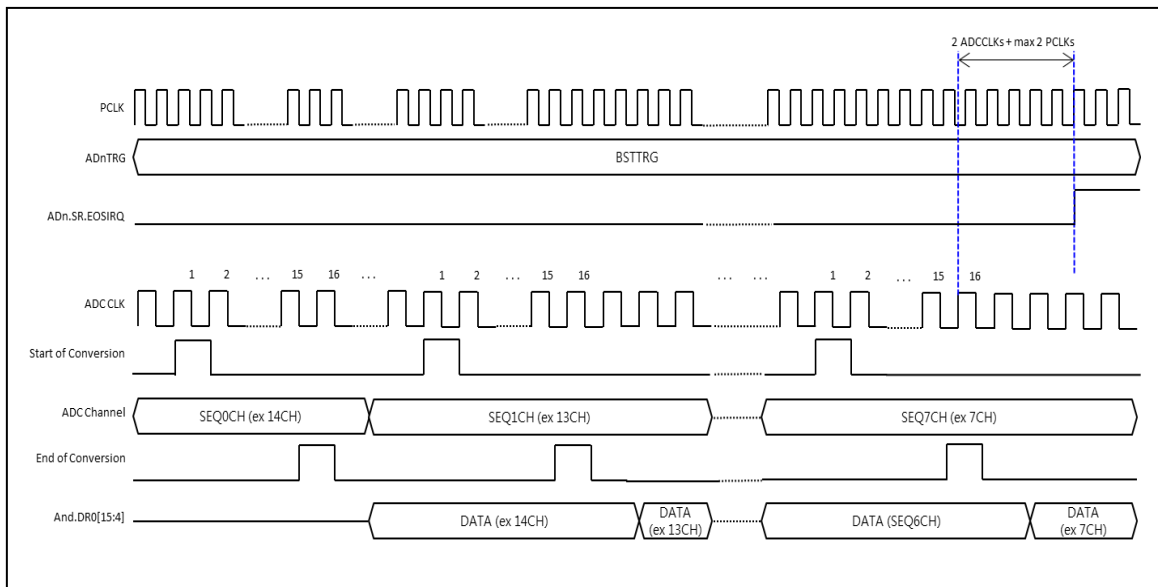 2 ADCCLKs + max 2 PCLKs
PCLK
ADnTRG
BSTTRG
ADn.SR.EOSIRQ
1 2 ... 15 16 ... 1 2 ... 15 16 ... ... 1 2 ... 15 16
ADC CLK
Start of Conversion
ADC Channel
SEQ0CH (ex 14CH)
SEQ1CH (ex 13CH)
SEQ7CH (ex 7CH)
End of Conversion
And.DR0[15:4]
DATA (ex 14CH)
DATA
(ex 13CH)
DATA (SEQ6CH)
DATA
(ex 7CH)